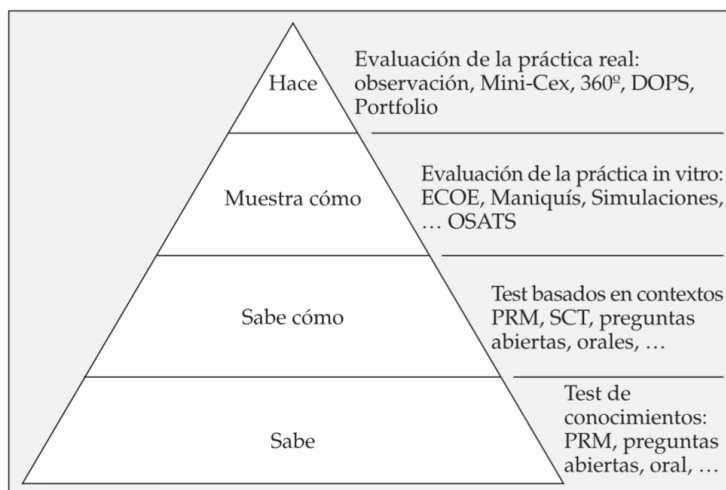 Hace
Evaluación de la práctica real:
observación, Mini-Cex, 360º, DOPS,
Portfolio
Muestra cómo
Evaluación de la práctica in vitro:
ECOE, Maniquís, Simulaciones,
… OSATS
Sabe cómo
Test basados en contextos
PRM, SCT, preguntas
abiertas, orales, …
Sabe
Test de
conocimientos:
PRM, preguntas
abiertas, oral, …